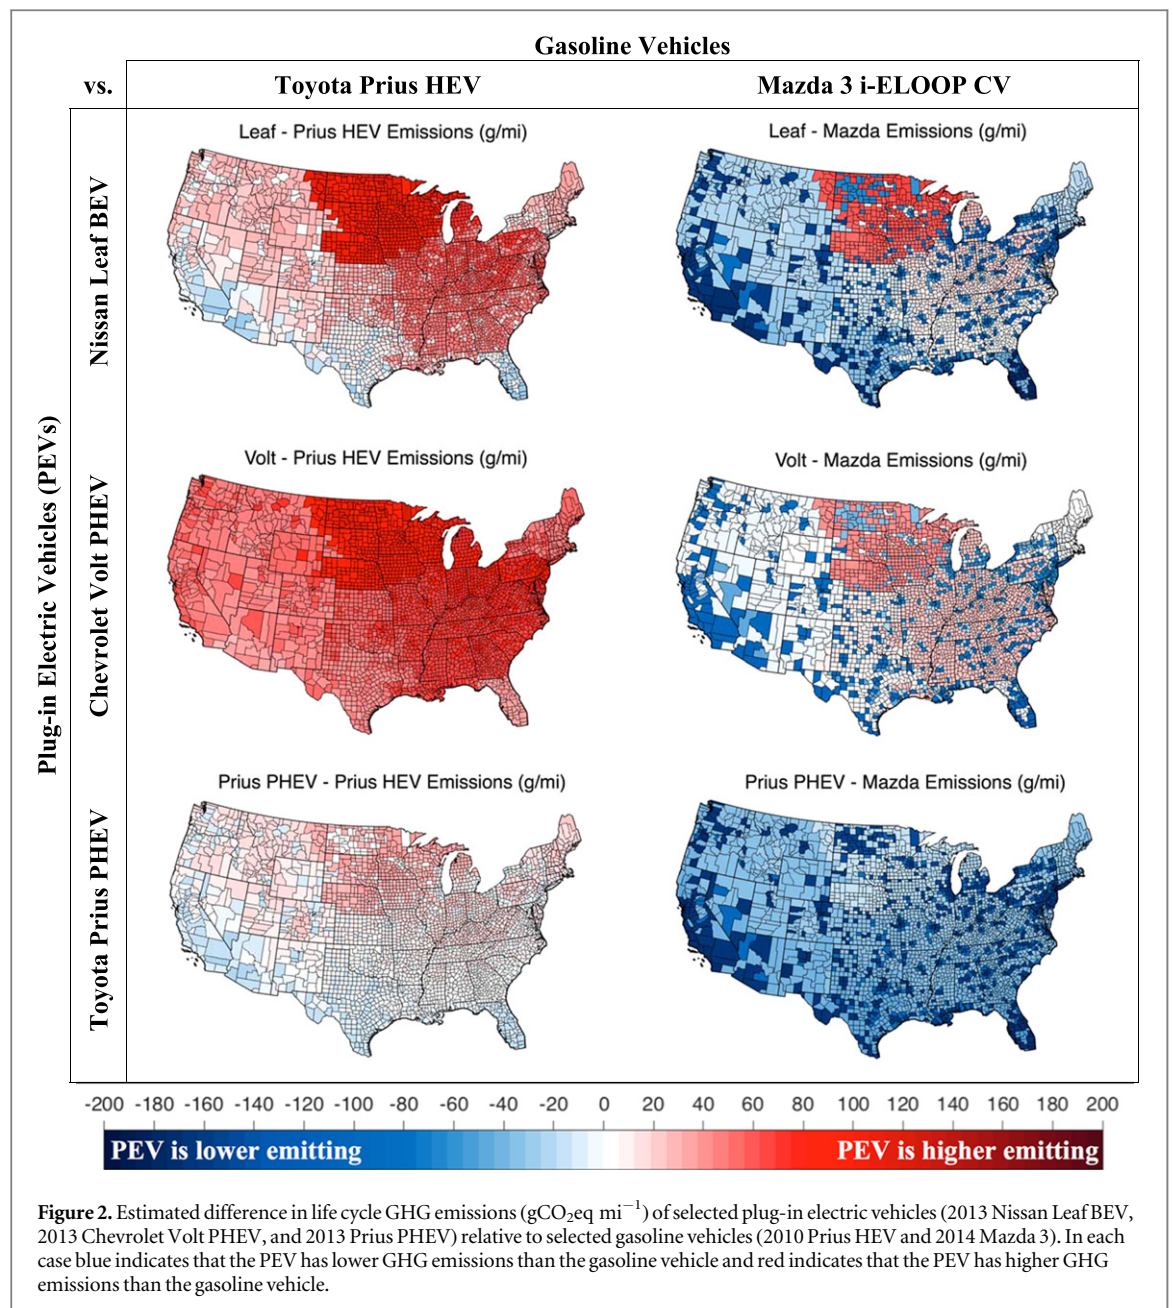 Gasoline Vehicles
vs.
Toyota Prius HEV
Mazda 3 i-ELOOP CV
Plug-in Electric Vehicles (PEVs)
Nissan Leaf BEV
Leaf - Prius HEV Emissions (g/mi)
Leaf - Mazda Emissions (g/mi)
Chevrolet Volt PHEV
Volt - Prius HEV Emissions (g/mi)
Volt - Mazda Emissions (g/mi)
Toyota Prius PHEV
Prius PHEV - Prius HEV Emissions (g/mi)
Prius PHEV - Mazda Emissions (g/mi)
-200 -180 -160 -140 -120 -100 -80 -60 -40 -20 0 20 40 60 80 100 120 140 160 180 200
PEV is lower emitting
PEV is higher emitting
Figure 2. Estimated difference in life cycle GHG emissions (gCO₂eq mi⁻¹) of selected plug-in electric vehicles (2013 Nissan Leaf BEV,
2013 Chevrolet Volt PHEV, and 2013 Prius PHEV) relative to selected gasoline vehicles (2010 Prius HEV and 2014 Mazda 3). In each
case blue indicates that the PEV has lower GHG emissions than the gasoline vehicle and red indicates that the PEV has higher GHG
emissions than the gasoline vehicle.